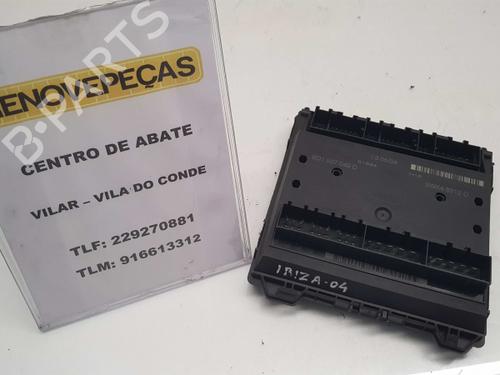 RENOVEPEÇAS
B-PARTS
CENTRO DE ABATE
VILAR – VILA DO CONDE
TLF: 229270881
TLM: 916613312
IBIZA-04